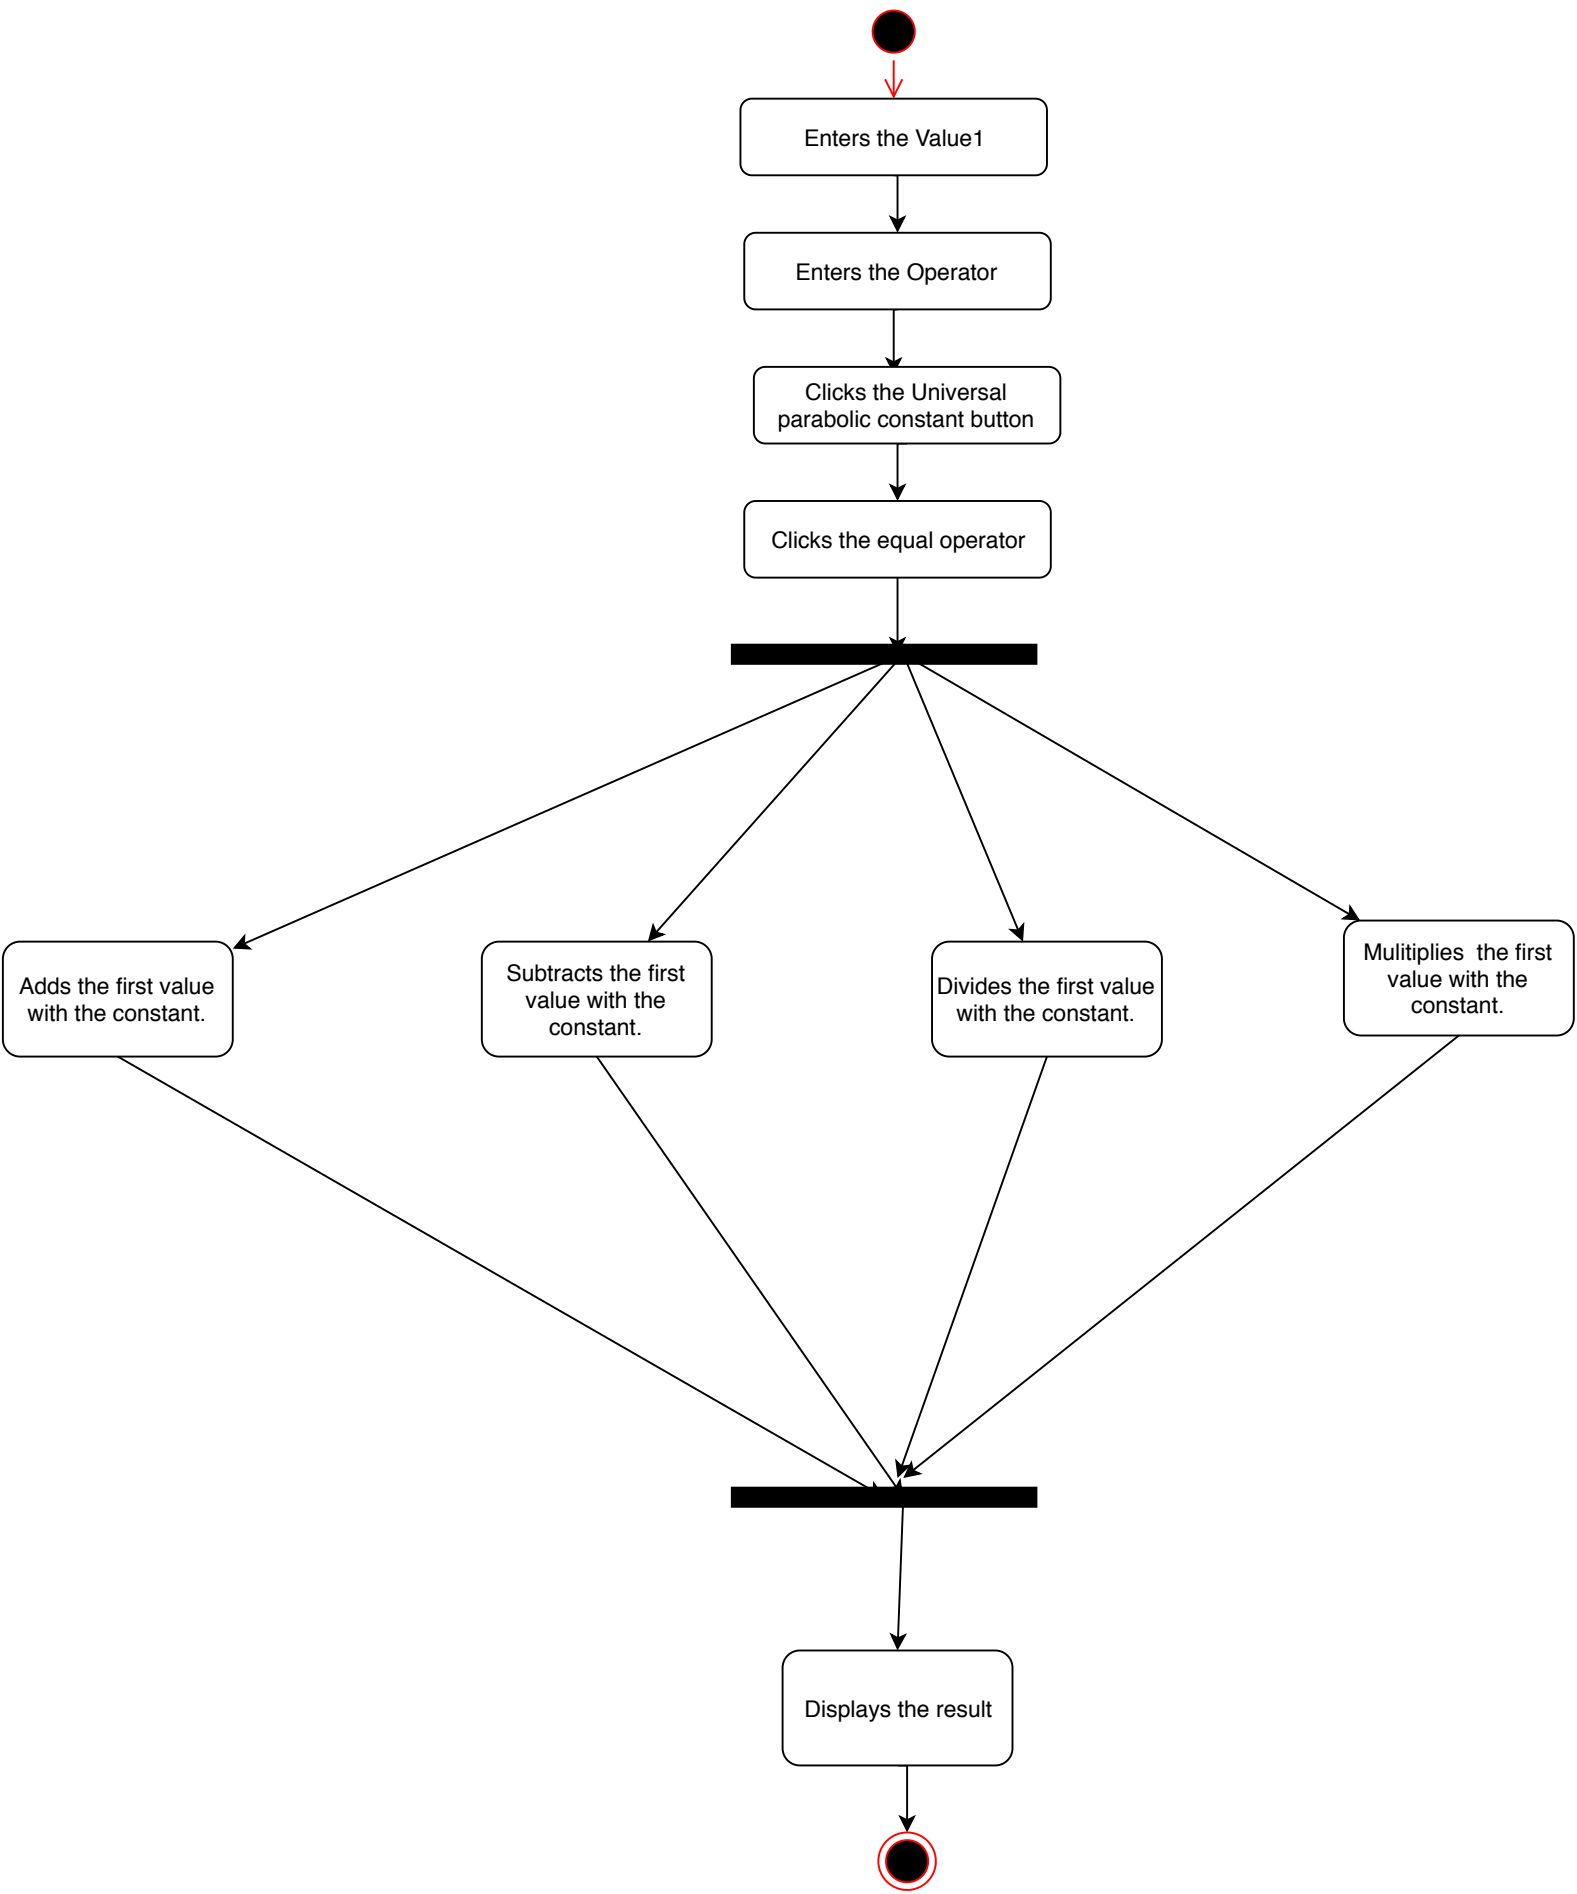 Enters the Value1
Enters the Operator
Clicks the Universal
parabolic constant button
Clicks the equal operator
Adds the first value
with the constant.
Subtracts the first
value with the
constant.
Divides the first value
with the constant.
Mulitiplies  the first
value with the
constant.
Displays the result